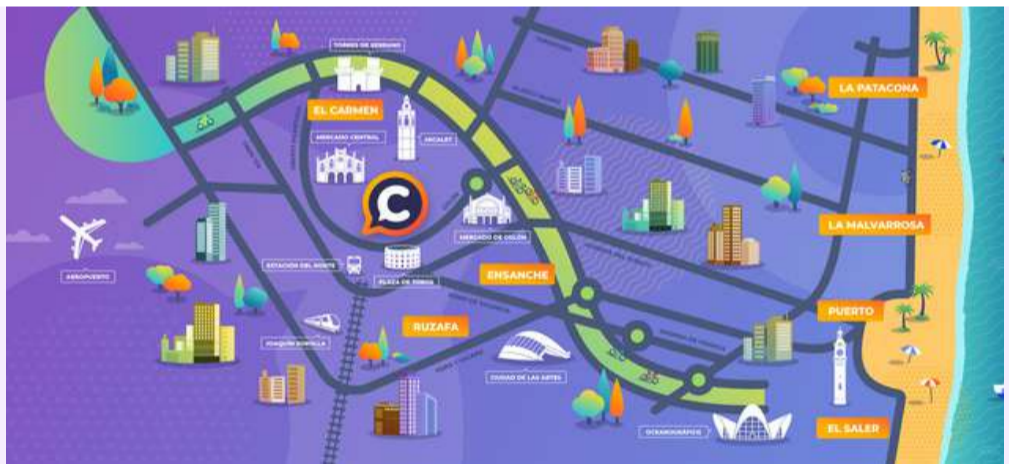 TORRES DE SERRANO
LA PATACONA
EL CARMEN
MERCADO CENTRAL
MICALET
C
LA MALVARROSA
MERCADO DE COLÓN
AEROPUERTO
ESTACIÓN DEL NORTE
PLAZA DE TOROS
ENSANCHE
PUERTO
RUZAFA
JOAQUÍN SOROLLA
CIUDAD DE LAS ARTES
EL SALER
OCEANOGRÀFIC